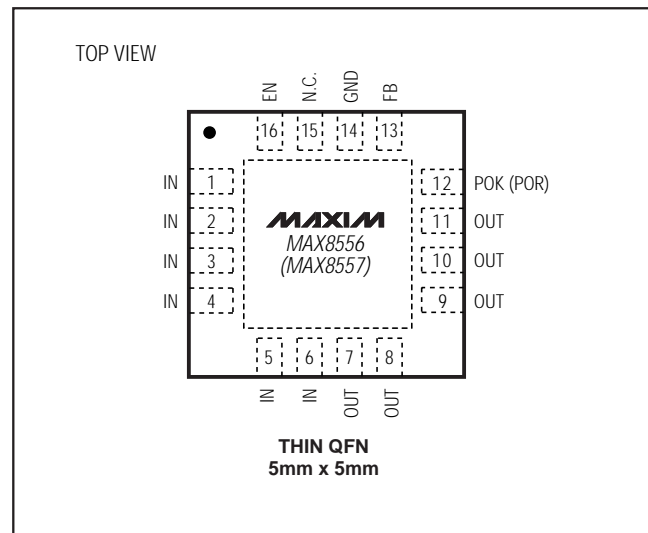 TOP VIEW
EN N.C. GND FB
16 15 14 13
IN 1 12 POK (POR)
IN 2 11 OUT
IN 3 10 OUT
IN 4 9 OUT
MAXIM
MAX8556
(MAX8557)
5 6 7 8
IN IN OUT OUT
THIN QFN
5mm x 5mm